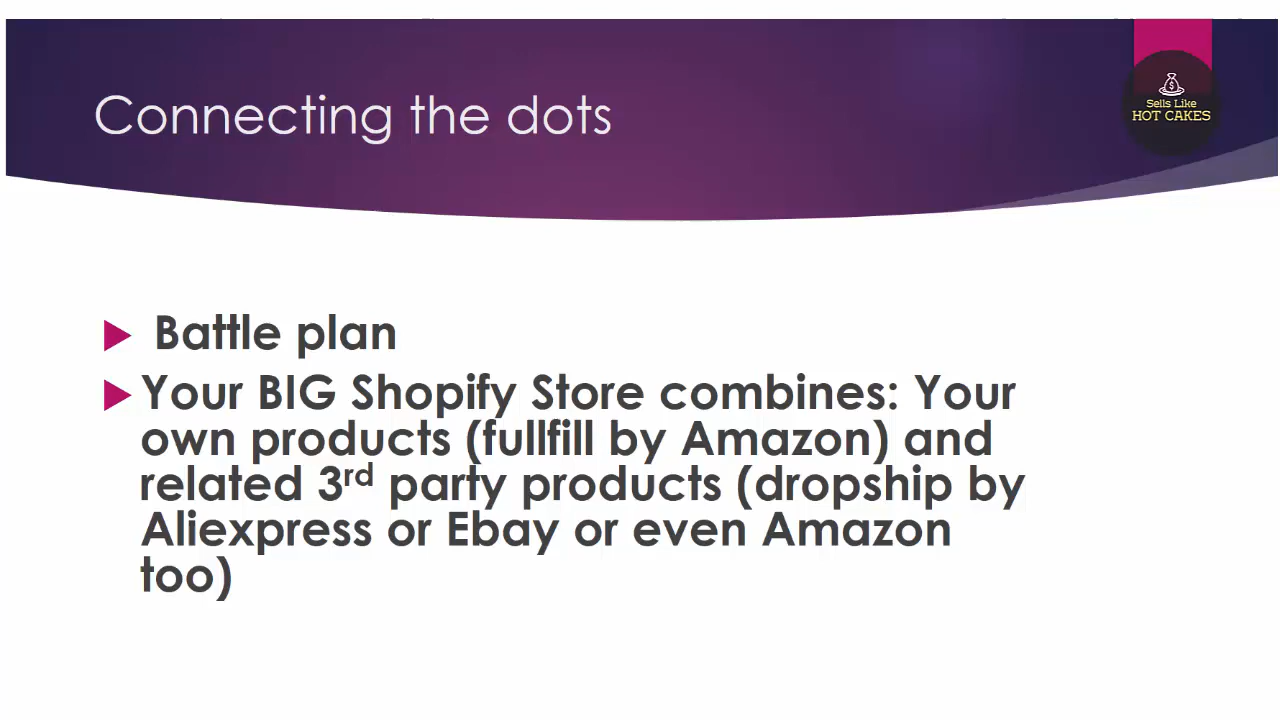 Connecting the dots
$
Sells Like
HOT CAKES
Battle plan
Your BIG Shopify Store combines: Your
own products (fullfill by Amazon) and
related 3rd party products (dropship by
Aliexpress or Ebay or even Amazon
too)